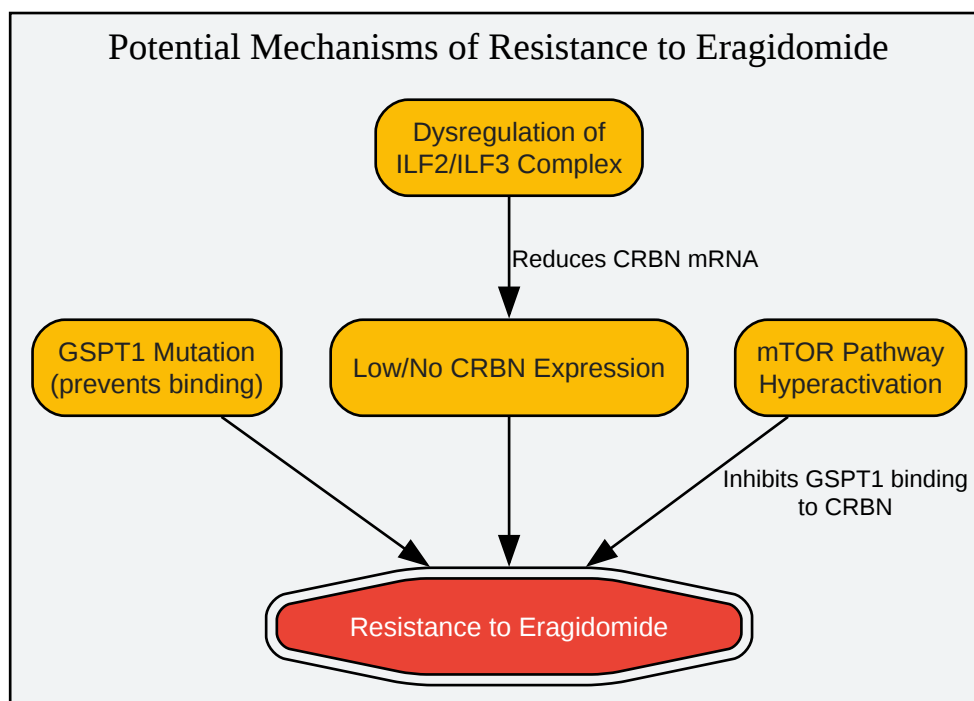 Potential Mechanisms of Resistance to Eragidomide
Dysregulation of
ILF2/ILF3 Complex
Reduces CRBN mRNA
GSPT1 Mutation
(prevents binding)
Low/No CRBN Expression
mTOR Pathway
Hyperactivation
Inhibits GSPT1 binding
to CRBN
Resistance to Eragidomide